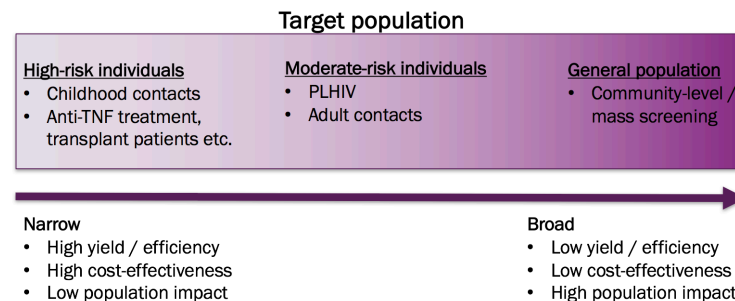 Target population
High-risk individuals
• Childhood contacts
• Anti-TNF treatment,
transplant patients etc.
Moderate-risk individuals
• PLHIV
• Adult contacts
General population
• Community-level /
mass screening
Narrow
• High yield / efficiency
• High cost-effectiveness
• Low population impact
Broad
• Low yield / efficiency
• Low cost-effectiveness
• High population impact